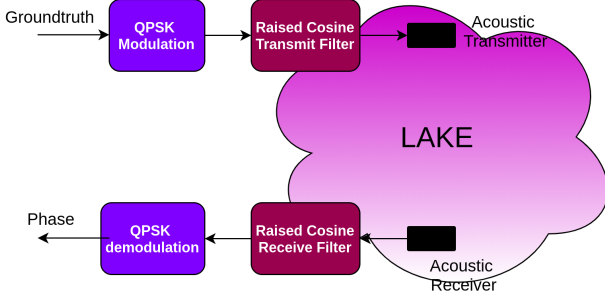 Groundtruth
QPSK
Modulation
Raised Cosine
Transmit Filter
Acoustic
Transmitter
LAKE
Phase
QPSK
demodulation
Raised Cosine
Receive Filter
Acoustic
Receiver